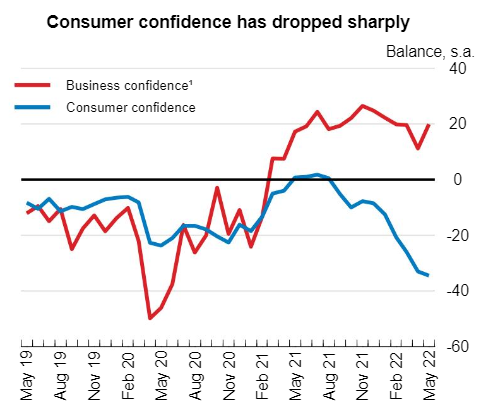 Consumer confidence has dropped sharply
Balance, s.a.
Business confidence¹
Consumer confidence
40
20
0
-20
-40
-60
May 19
Aug 19
Nov 19
Feb 20
May 20
Aug 20
Nov 20
Feb 21
May 21
Aug 21
Nov 21
Feb 22
May 22